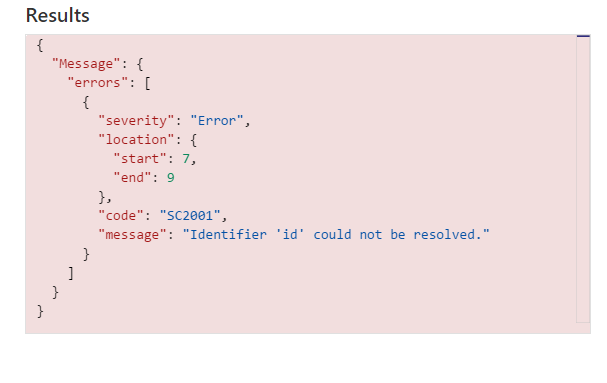 Results
{
  "Message": {
    "errors": [
      {
        "severity": "Error",
        "location": {
          "start": 7,
          "end": 9
        },
        "code": "SC2001",
        "message": "Identifier 'id' could not be resolved."
      }
    ]
  }
}